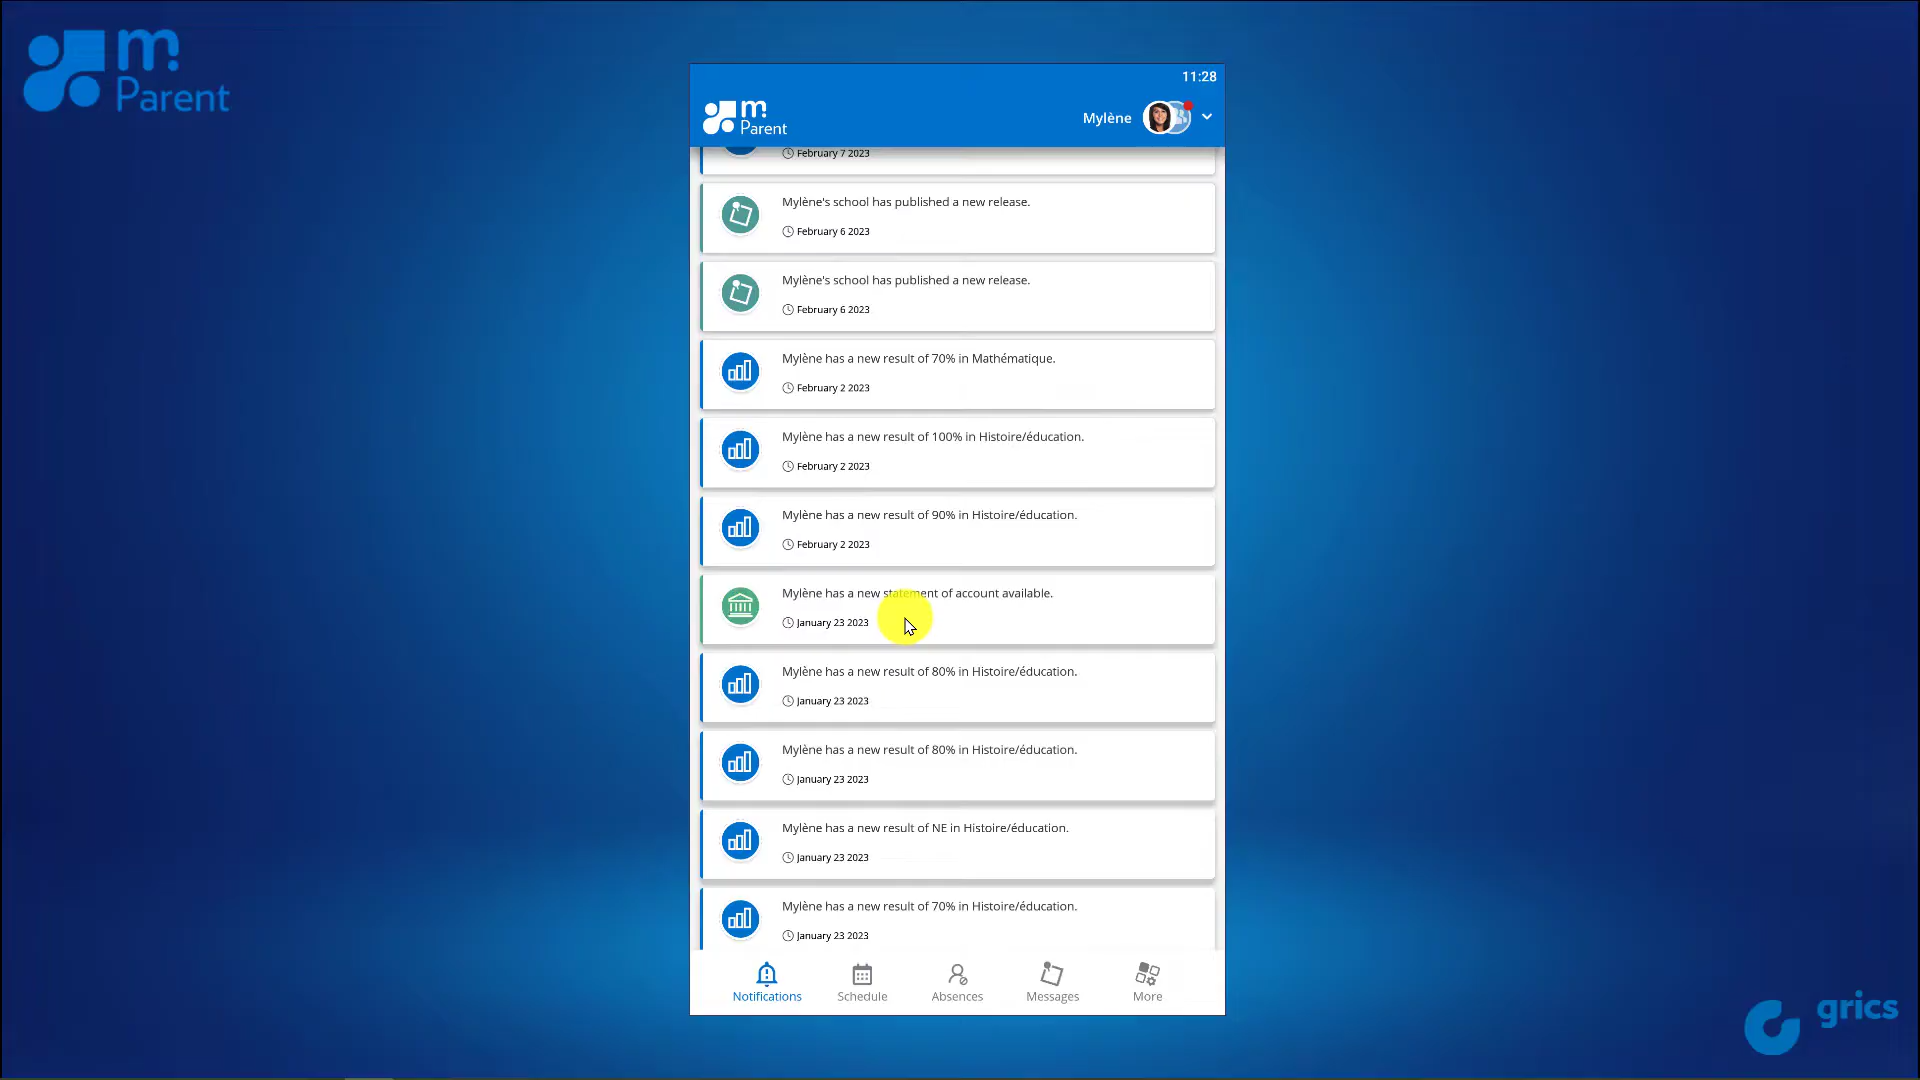 m
Parent
11:28
m
Parent
Mylène
February 7 2023
Mylène's school has published a new release.
February 6 2023
Mylène's school has published a new release.
February 6 2023
Mylène has a new result of 70% in Mathématique.
February 2 2023
Mylène has a new result of 100% in Histoire/éducation.
February 2 2023
Mylène has a new result of 90% in Histoire/éducation.
February 2 2023
Mylène has a new statement of account available.
January 23 2023
Mylène has a new result of 80% in Histoire/éducation.
January 23 2023
Mylène has a new result of 80% in Histoire/éducation.
January 23 2023
Mylène has a new result of NE in Histoire/éducation.
January 23 2023
Mylène has a new result of 70% in Histoire/éducation.
January 23 2023
Notifications
Schedule
Absences
Messages
More
grics